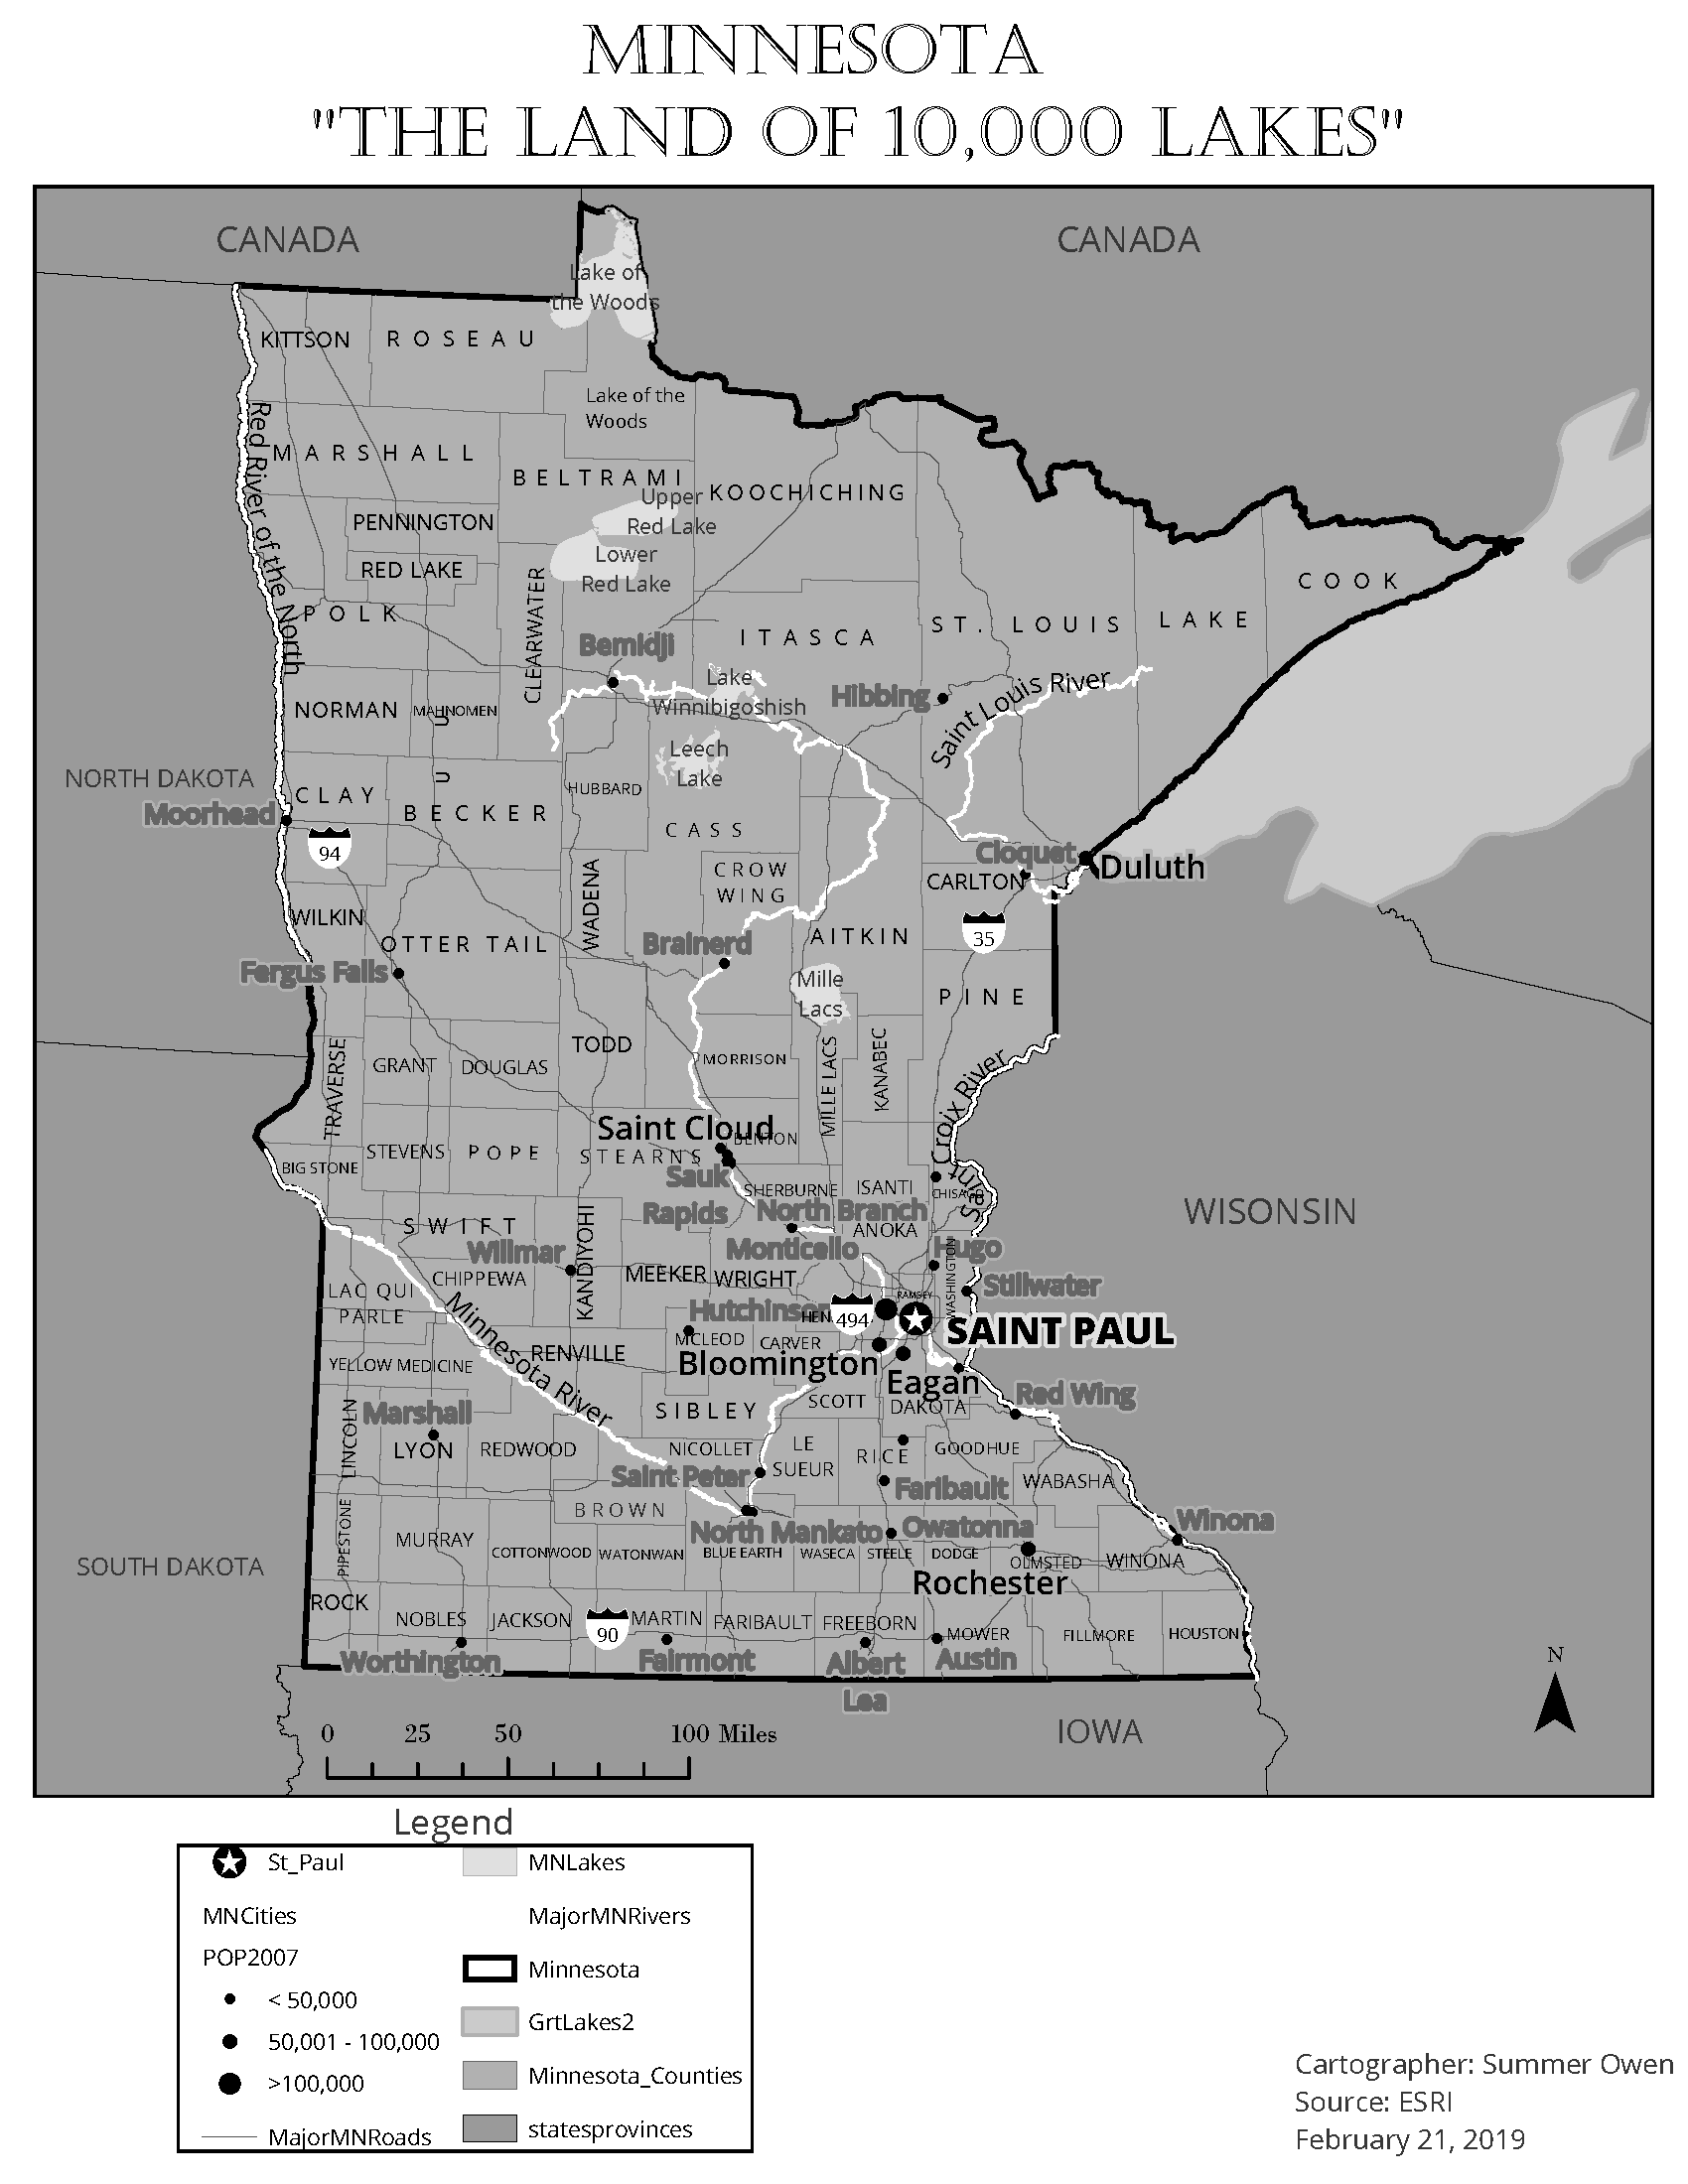 MINNESOTA
"THE LAND OF 10,000 LAKES"
CANADA
CANADA
Lake of
the Woods
KITTSON
ROSEAU
Lake of the
Woods
Red River of the North
MARSHALL
BELTRAMI
KOOCHICHING
Upper
Red Lake
PENNINGTON
Lower
Red Lake
RED LAKE
CLEARWATER
COOK
POLK
ITASCA
ST. LOUIS
LAKE
Bemidji
Lake
Winnibigoshish
Hibbing
Saint Louis River
NORMAN
MAHNOMEN
Leech
Lake
NORTH DAKOTA
HUBBARD
CLAY
BECKER
Moorhead
CASS
94
Cloquet
Duluth
CROW
WING
CARLTON
WADENA
WILKIN
OTTER TAIL
Brainerd
AITKIN
35
Fergus Falls
Mille
Lacs
PINE
TRAVERSE
GRANT
DOUGLAS
TODD
MORRISON
MILLE LACS
KANABEC
Saint Croix River
Saint Cloud
BENTON
STEVENS
POPE
STEARNS
BIG STONE
Sauk
Rapids
SHERBURNE
ISANTI
CHISAGO
WISONSIN
North Branch
SWIFT
KANDIYOHI
ANOKA
Willmar
Monticello
Hugo
WASHINGTON
CHIPPEWA
MEEKER
WRIGHT
Stillwater
LAC QUI
PARLE
RAMSEY
Hutchinson
HEN
494
SAINT PAUL
Minnesota River
MCLEOD
CARVER
RENVILLE
YELLOW MEDICINE
Bloomington
Eagan
Red Wing
LINCOLN
Marshall
SIBLEY
SCOTT
DAKOTA
LYON
REDWOOD
NICOLLET
LE
SUEUR
RICE
GOODHUE
Saint Peter
Faribault
WABASHA
PIPESTONE
BROWN
Winona
North Mankato
Owatonna
MURRAY
COTTONWOOD
WATONWAN
BLUE EARTH
WASECA
STEELE
DODGE
OLMSTED
WINONA
SOUTH DAKOTA
Rochester
ROCK
NOBLES
JACKSON
90
MARTIN
FARIBAULT
FREEBORN
MOWER
FILLMORE
HOUSTON
Worthington
Fairmont
Albert
Lea
Austin
IOWA
N
0 25 50 100 Miles
Legend
St_Paul
MNCities
POP2007
< 50,000
50,001 - 100,000
>100,000
MajorMNRoads
MNLakes
MajorMNRivers
Minnesota
GrtLakes2
Minnesota_Counties
statesprovinces
Cartographer: Summer Owen
Source: ESRI
February 21, 2019